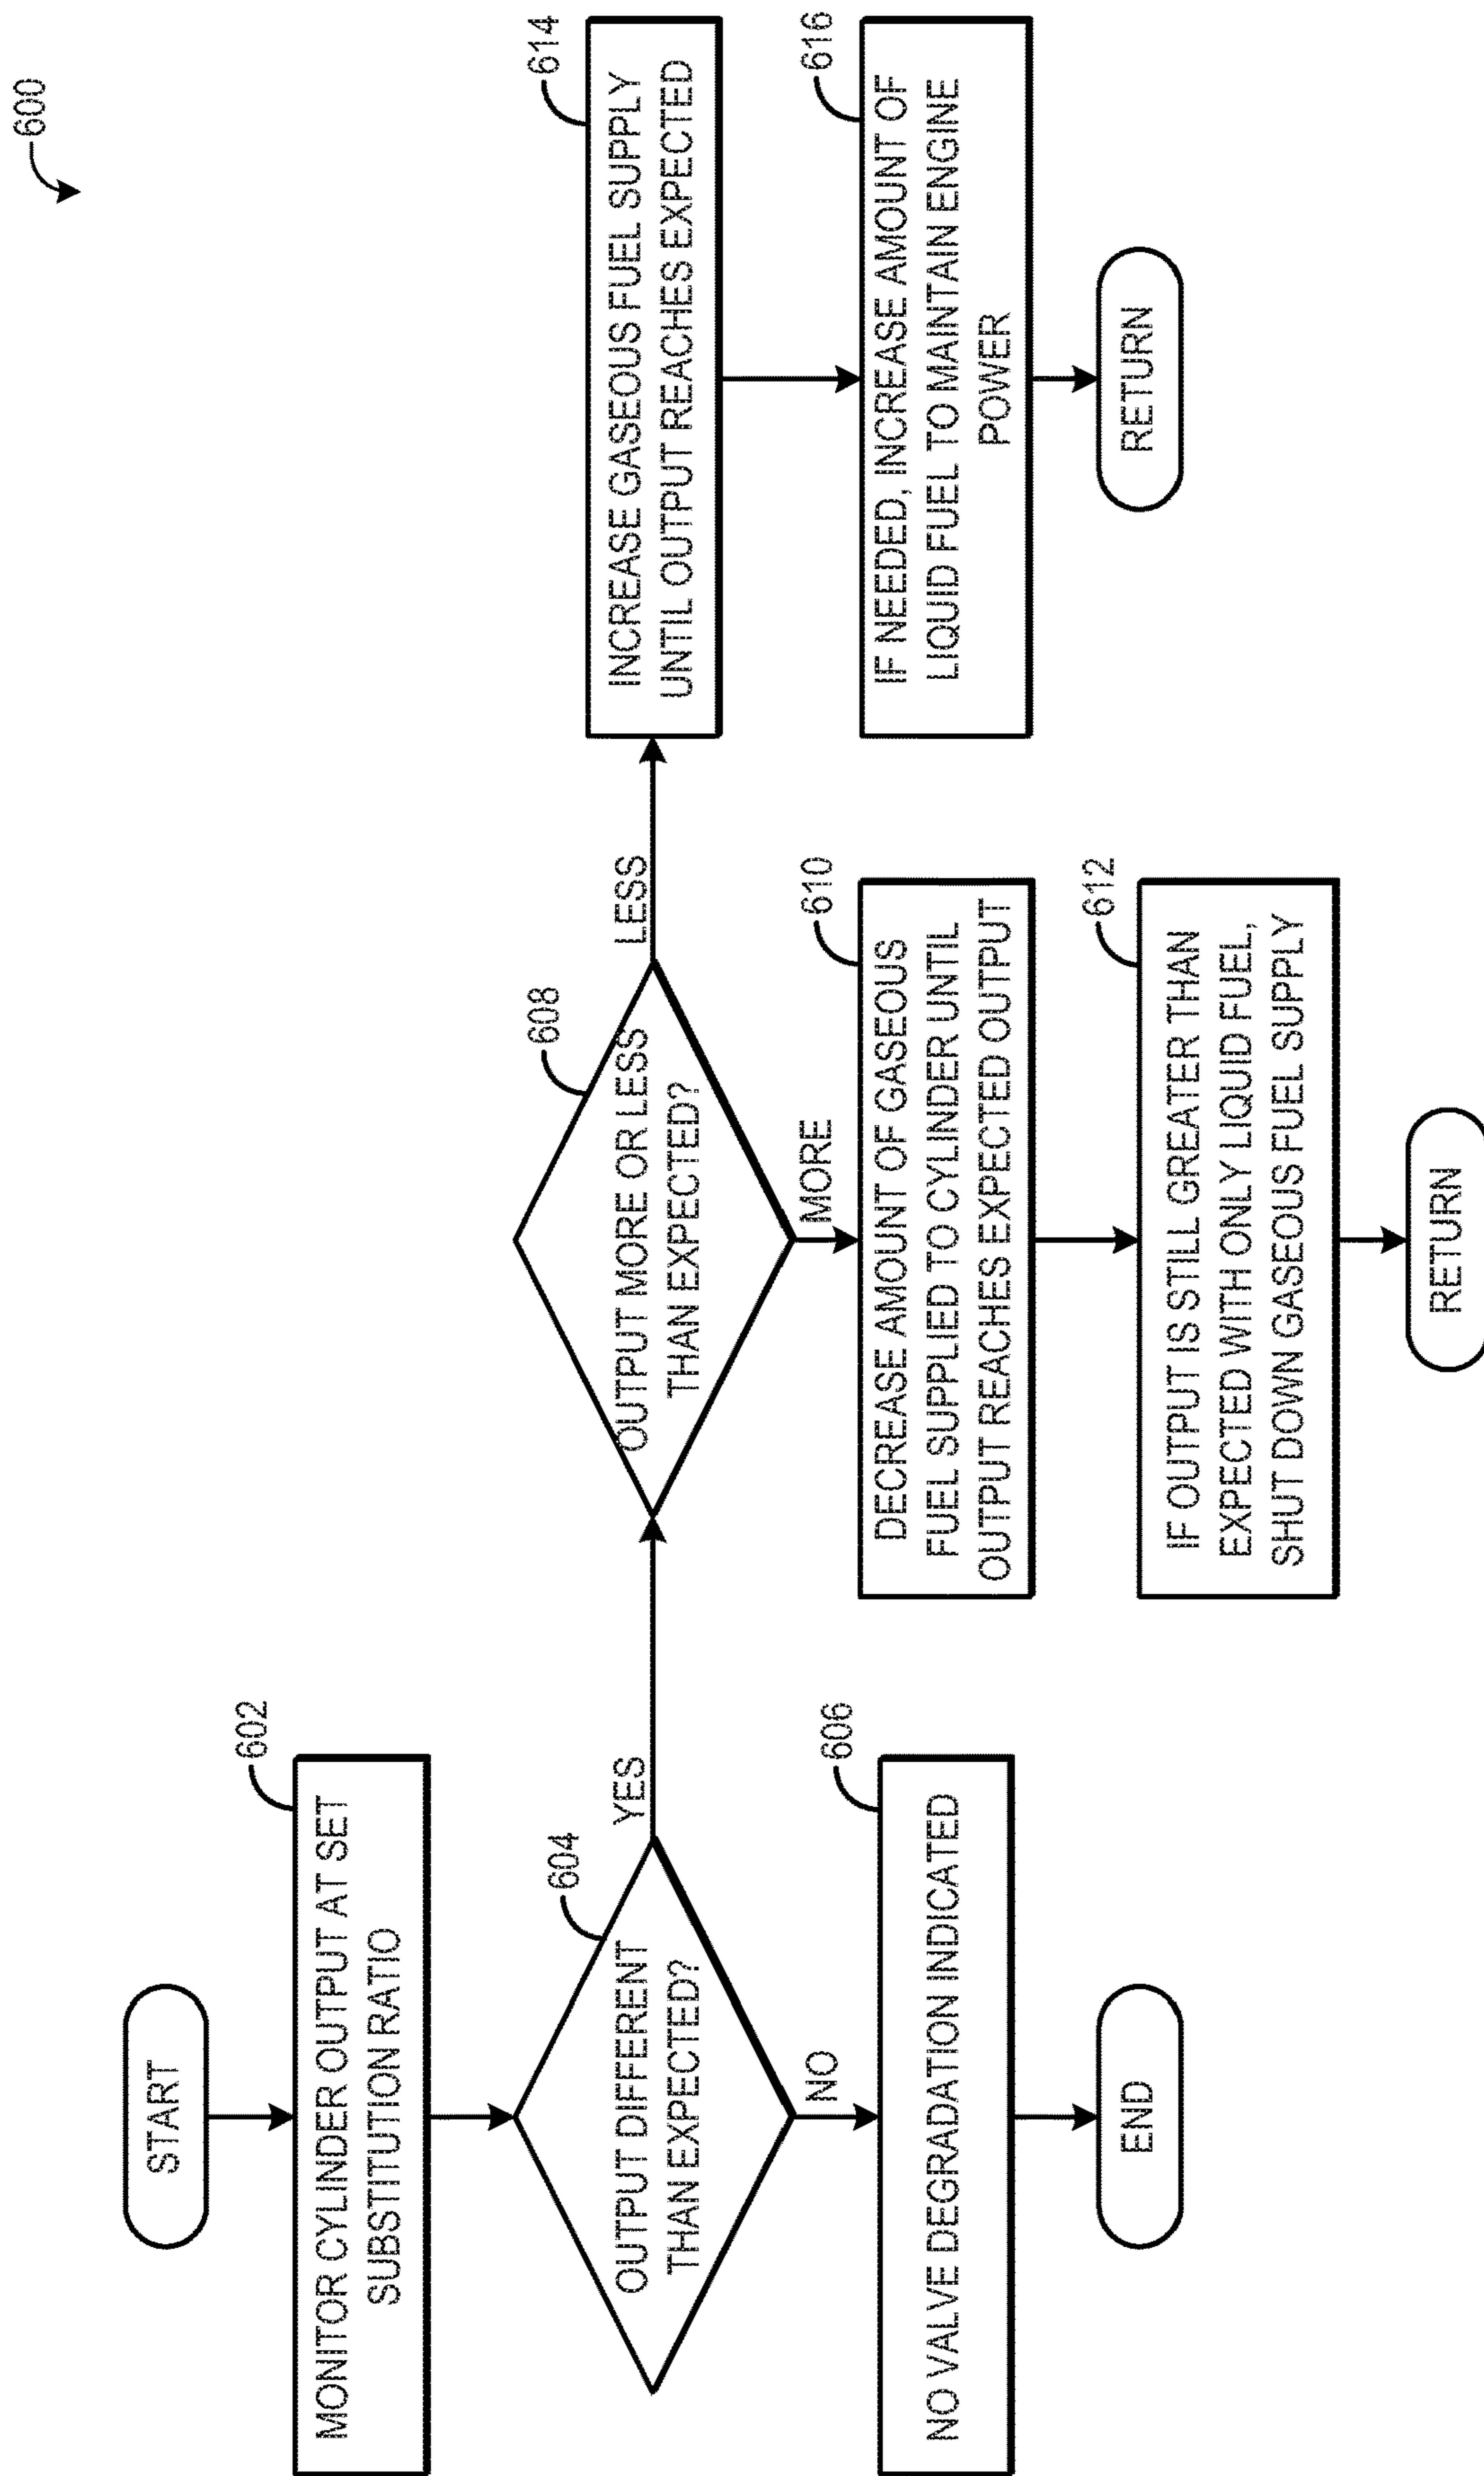 600
START
602
MONITOR CYLINDER OUTPUT AT SET
SUBSTITUTION RATIO
604
OUTPUT DIFFERENT
THAN EXPECTED?
YES
NO
606
NO VALVE DEGRADATION INDICATED
END
608
OUTPUT MORE OR LESS
THAN EXPECTED?
LESS
MORE
610
DECREASE AMOUNT OF GASEOUS
FUEL SUPPLIED TO CYLINDER UNTIL
OUTPUT REACHES EXPECTED OUTPUT
612
IF OUTPUT IS STILL GREATER THAN
EXPECTED WITH ONLY LIQUID FUEL,
SHUT DOWN GASEOUS FUEL SUPPLY
RETURN
614
INCREASE GASEOUS FUEL SUPPLY
UNTIL OUTPUT REACHES EXPECTED
616
IF NEEDED, INCREASE AMOUNT OF
LIQUID FUEL TO MAINTAIN ENGINE
POWER
RETURN